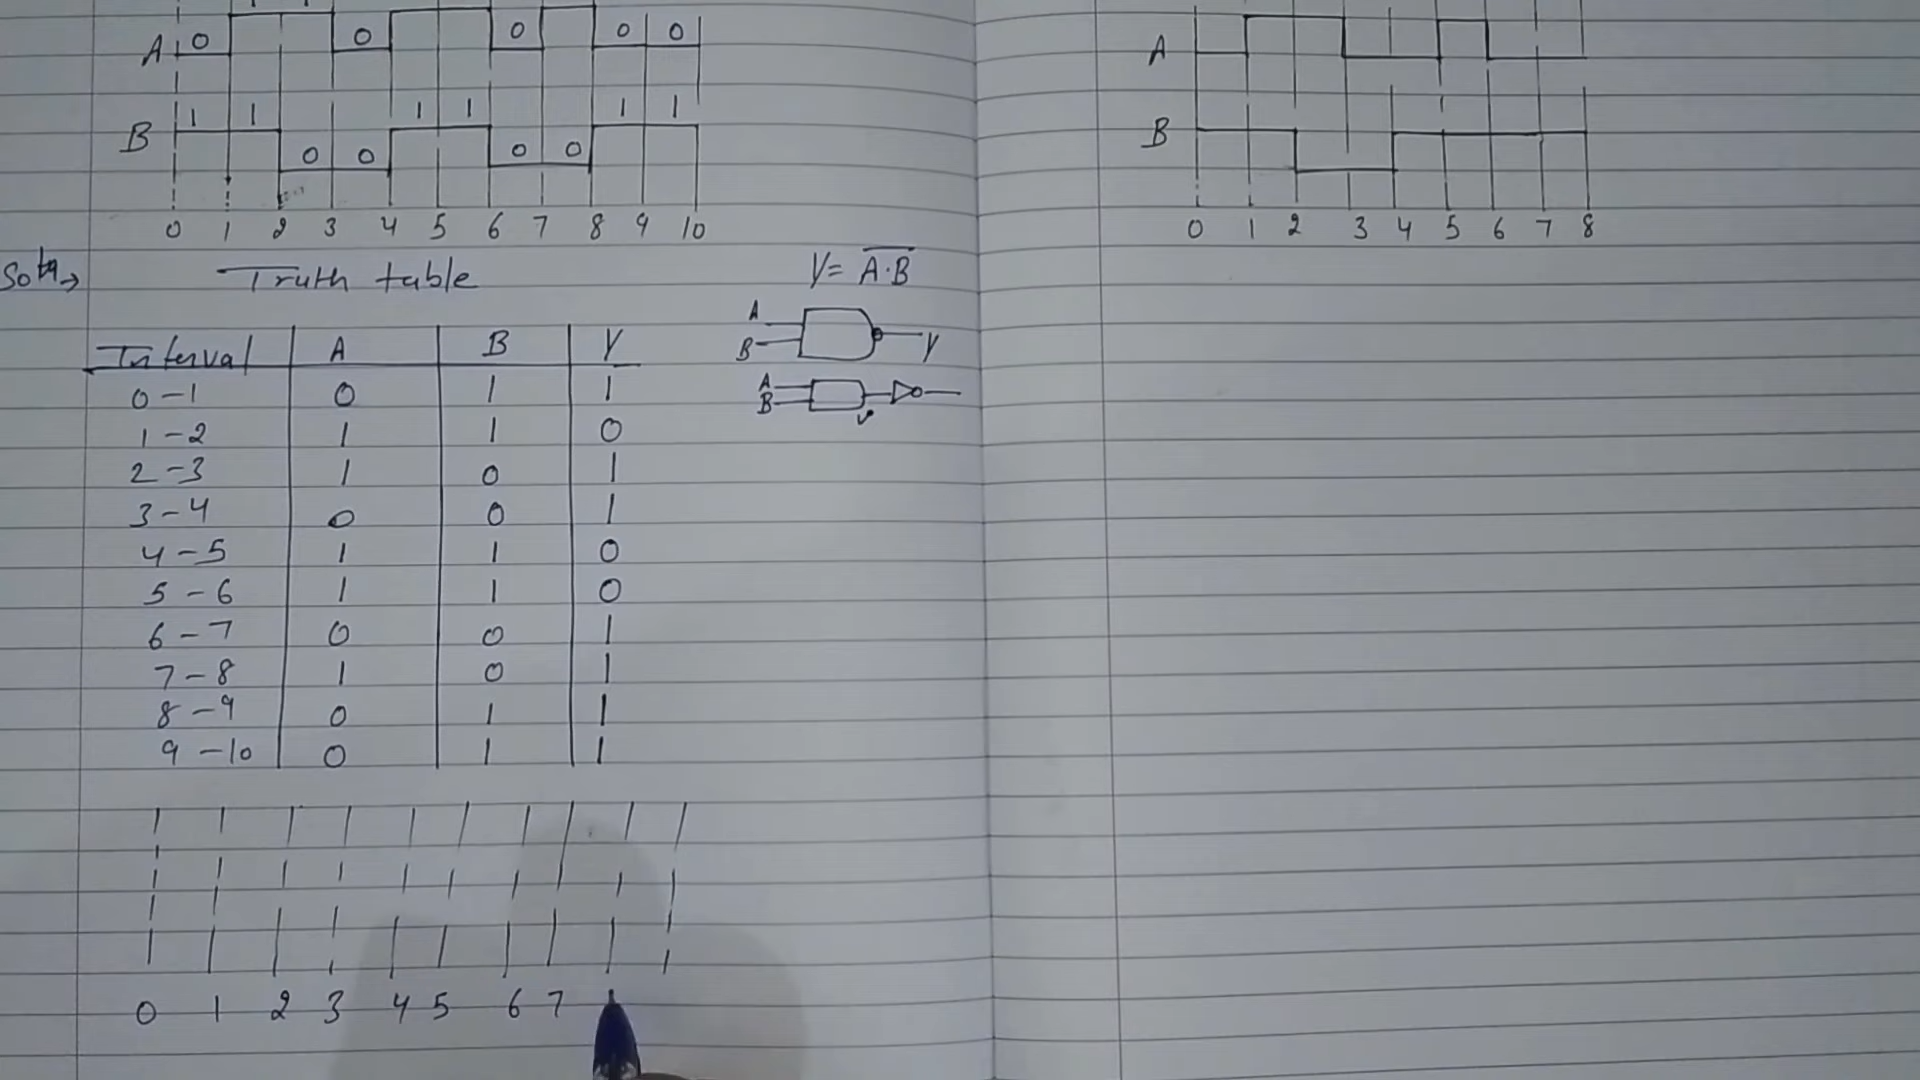 A 0 0 0 0 0
1 1 1 1 1 1
B 0 0 0 0
0 1 2 3 4 5 6 7 8 9 10
Soln→ Truth table Y= A·B
Interval A B Y
0-1 0 1 1
1-2 1 1 0
2-3 1 0 1
3-4 0 0 1
4-5 1 1 0
5-6 1 1 0
6-7 0 0 1
7-8 1 0 1
8-9 0 1 1
9-10 0 1 1
A
B Y
A
B
0 1 2 3 4 5 6 7
A
B
0 1 2 3 4 5 6 7 8